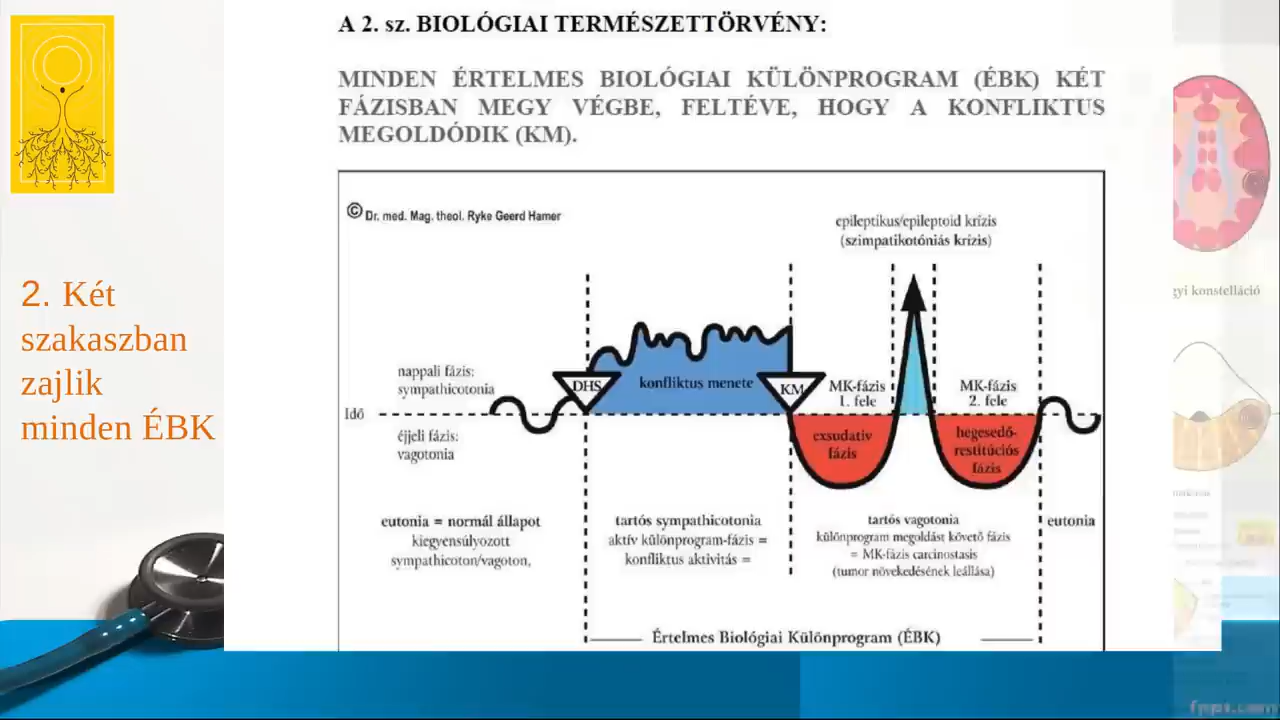 A 2. sz. BIOLÓGIAI TERMÉSZETTÖRVÉNY:
MINDEN ÉRTELMES BIOLÓGIAI KÜLÖNPROGRAM (ÉBK) KÉT
FÁZISBAN MEGY VÉGBE, FELTÉVE, HOGY A KONFLIKTUS
MEGOLDÓDIK (KM).
2. Két
szakaszban
zajlik
minden ÉBK
© Dr. med. Mag. theol. Ryke Geerd Hamer
epileptikus/epileptoid krízis
(szimpatikotóniás krízis)
nappali fázis:
sympathicotonia
Idő
éjjeli fázis:
vagotonia
DHS
konfliktus menete
KM
MK-fázis
1. fele
MK-fázis
2. fele
exsudativ
fázis
hegesedő-
restitúciós
fázis
eutonia = normál állapot
kiegyensúlyozott
sympathicoton/vagoton,
tartós sympathicotonia
aktív különprogram-fázis =
konfliktus aktivitás =
tartós vagotonia
különprogram megoldást követő fázis
= MK-fázis carcinostasis
(tumor növekedésének leállása)
eutonia
Értelmes Biológiai Különprogram (ÉBK)
gyi konstelláció